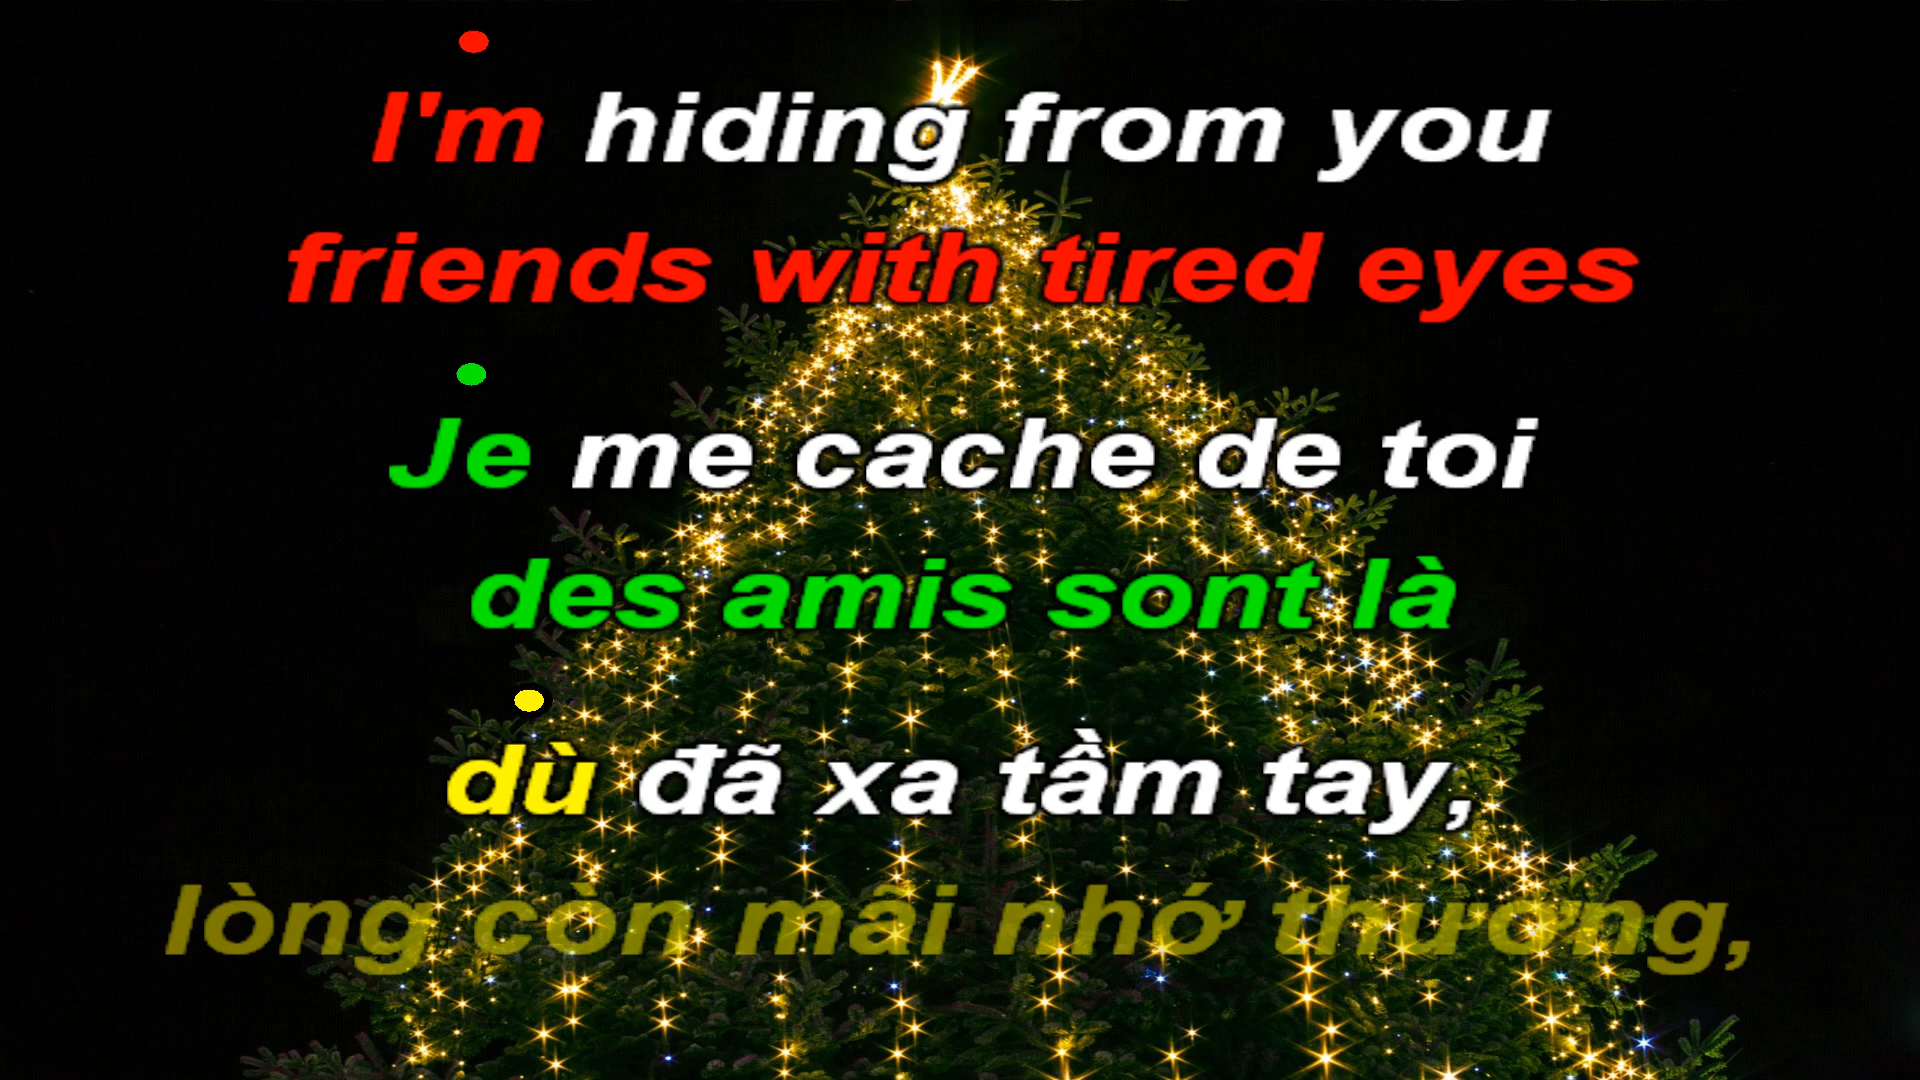 I'm hiding from you
friends with tired eyes
Je me cache de toi
des amis sont là
dù đã xa tầm tay,
lòng còn mãi nhớ thương,